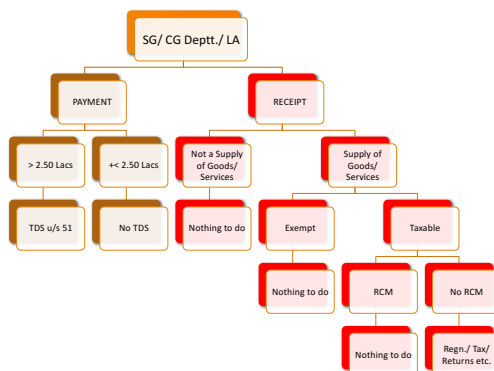 SG/ CG Deptt./ LA
PAYMENT
RECEIPT
> 2.50 Lacs
+< 2.50 Lacs
Not a Supply
of Goods/
Services
Supply of
Goods/
Services
TDS u/s 51
No TDS
Nothing to do
Exempt
Taxable
Nothing to do
RCM
No RCM
Nothing to do
Regn./ Tax/
Returns etc.